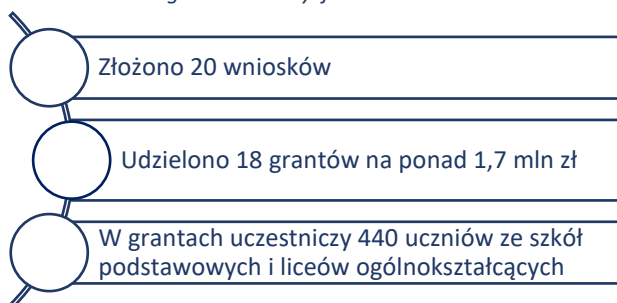 Złożono 20 wniosków
Udzielono 18 grantów na ponad 1,7 mln zł
W grantach uczestniczy 440 uczniów ze szkół
podstawowych i liceów ogólnokształcących